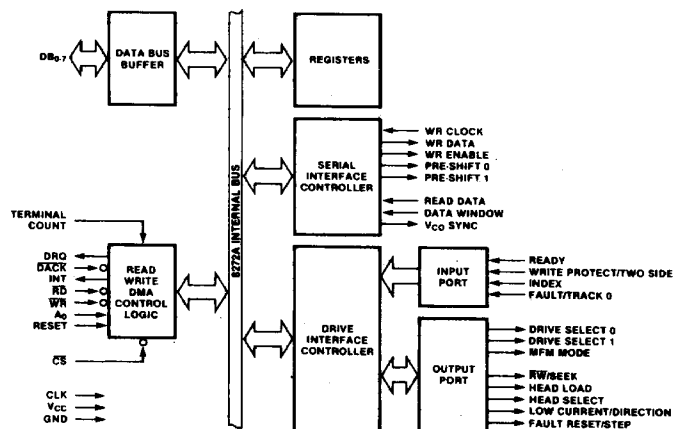 DB0-7
DATA BUS
BUFFER
REGISTERS
8272A INTERNAL BUS
SERIAL
INTERFACE
CONTROLLER
WR CLOCK
WR DATA
WR ENABLE
PRE-SHIFT 0
PRE-SHIFT 1
READ DATA
DATA WINDOW
VCO SYNC
TERMINAL
COUNT
DRQ
DACK
INT
RD
WR
A0
RESET
CS
READ
WRITE
DMA
CONTROL
LOGIC
DRIVE
INTERFACE
CONTROLLER
INPUT
PORT
READY
WRITE PROTECT/TWO SIDE
INDEX
FAULT/TRACK 0
OUTPUT
PORT
DRIVE SELECT 0
DRIVE SELECT 1
MFM MODE
RW/SEEK
HEAD LOAD
HEAD SELECT
LOW CURRENT/DIRECTION
FAULT RESET/STEP
CLK
VCC
GND